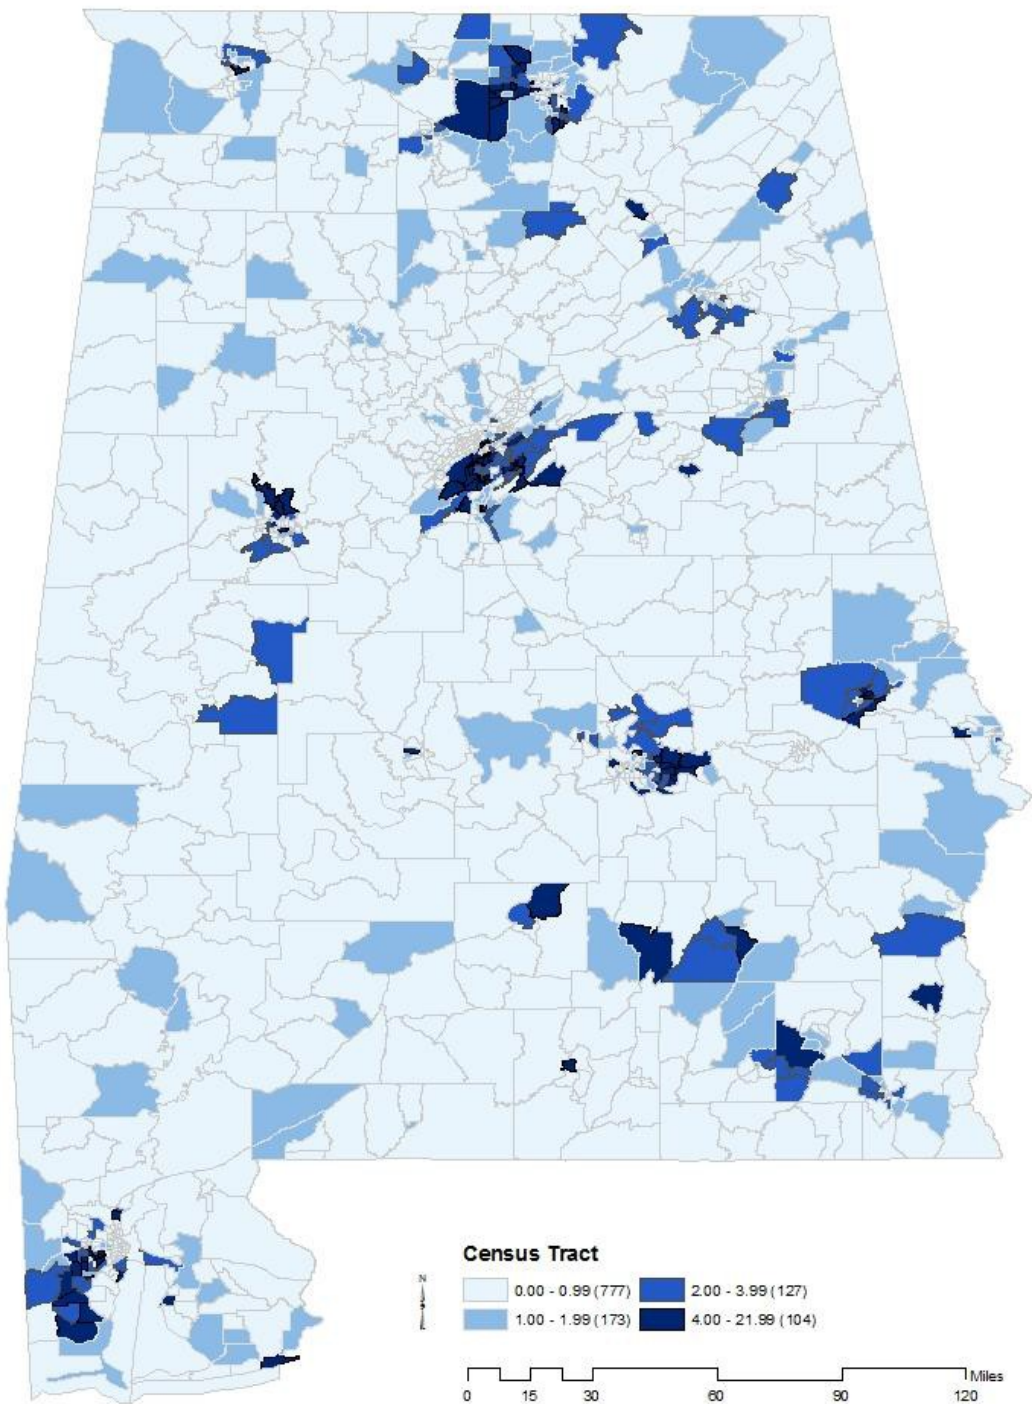 Census Tract
N
0.00 - 0.99 (777)
2.00 - 3.99 (127)
1.00 - 1.99 (173)
4.00 - 21.99 (104)
Miles
0 15 30 60 90 120